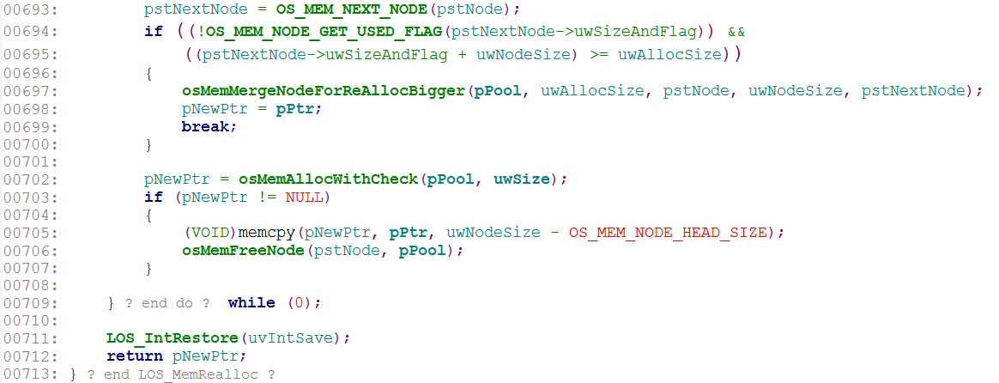 00693: pstNextNode = OS_MEM_NEXT_NODE(pstNode);
00694: if ((!OS_MEM_NODE_GET_USED_FLAG(pstNextNode->uwSizeAndFlag)) &&
00695: ((pstNextNode->uwSizeAndFlag + uwNodeSize) >= uwAllocSize))
00696: {
00697: osMemMergeNodeForReAllocBigger(pPool, uwAllocSize, pstNode, uwNodeSize, pstNextNode);
00698: pNewPtr = pPtr;
00699: break;
00700: }
00701:
00702: pNewPtr = osMemAllocWithCheck(pPool, uwSize);
00703: if (pNewPtr != NULL)
00704: {
00705: (VOID)memcpy(pNewPtr, pPtr, uwNodeSize - OS_MEM_NODE_HEAD_SIZE);
00706: osMemFreeNode(pstNode, pPool);
00707: }
00708:
00709: } ? end do ? while (0);
00710:
00711: LOS_IntRestore(uvIntSave);
00712: return pNewPtr;
00713: } ? end LOS_MemRealloc ?